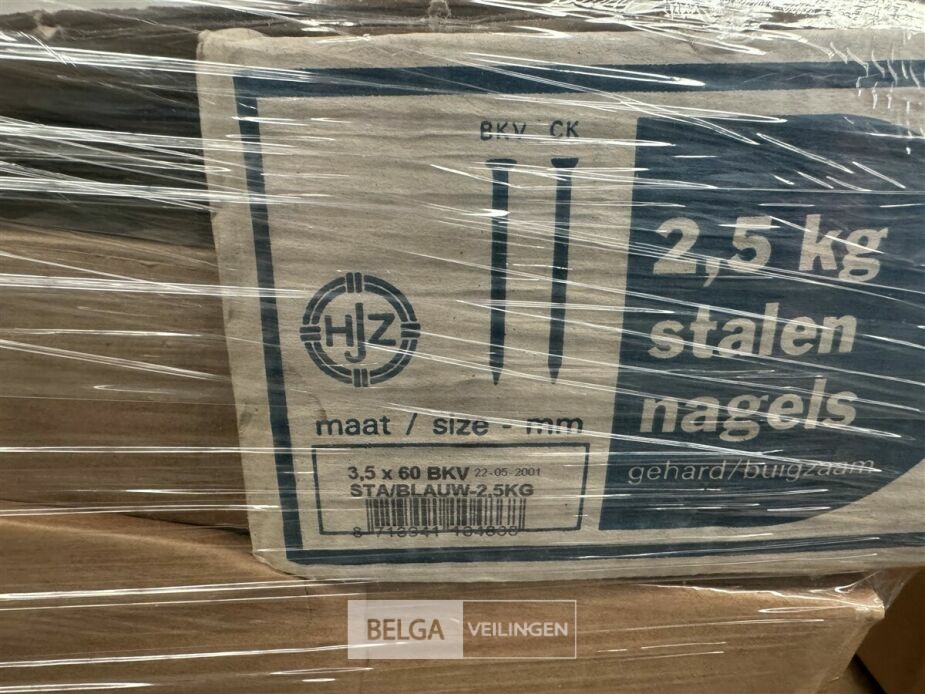 BKV CK
2,5 kg
stalen
nagels
gehard/buigzaam
HJZ
maat / size - mm
3,5 x 60 BKV 22-05-2001
STA/BLAUW-2,5KG
BELGA VEILINGEN